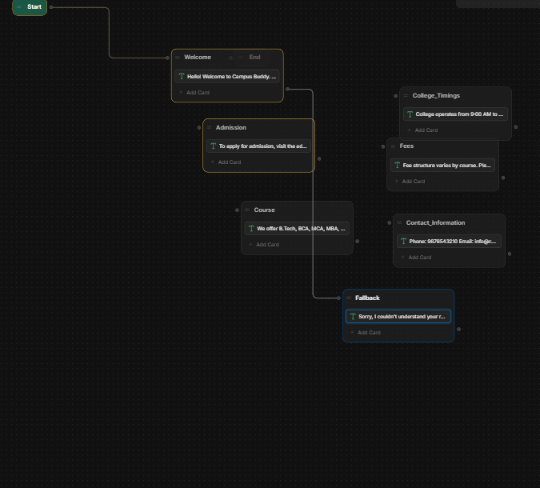 Start
Welcome
End
Hello! Welcome to Campus Buddy. ...
Add Card
College_Timings
College operates from 9:00 AM to ...
Add Card
Admission
To apply for admission, visit the ad...
Add Card
Fees
Fee structure varies by course. Ple...
Add Card
Course
We offer B.Tech, BCA, MCA, MBA, ...
Add Card
Contact_Information
Phone: 9876543210 Email: info@c...
Add Card
Fallback
Sorry, I couldn't understand your r...
Add Card